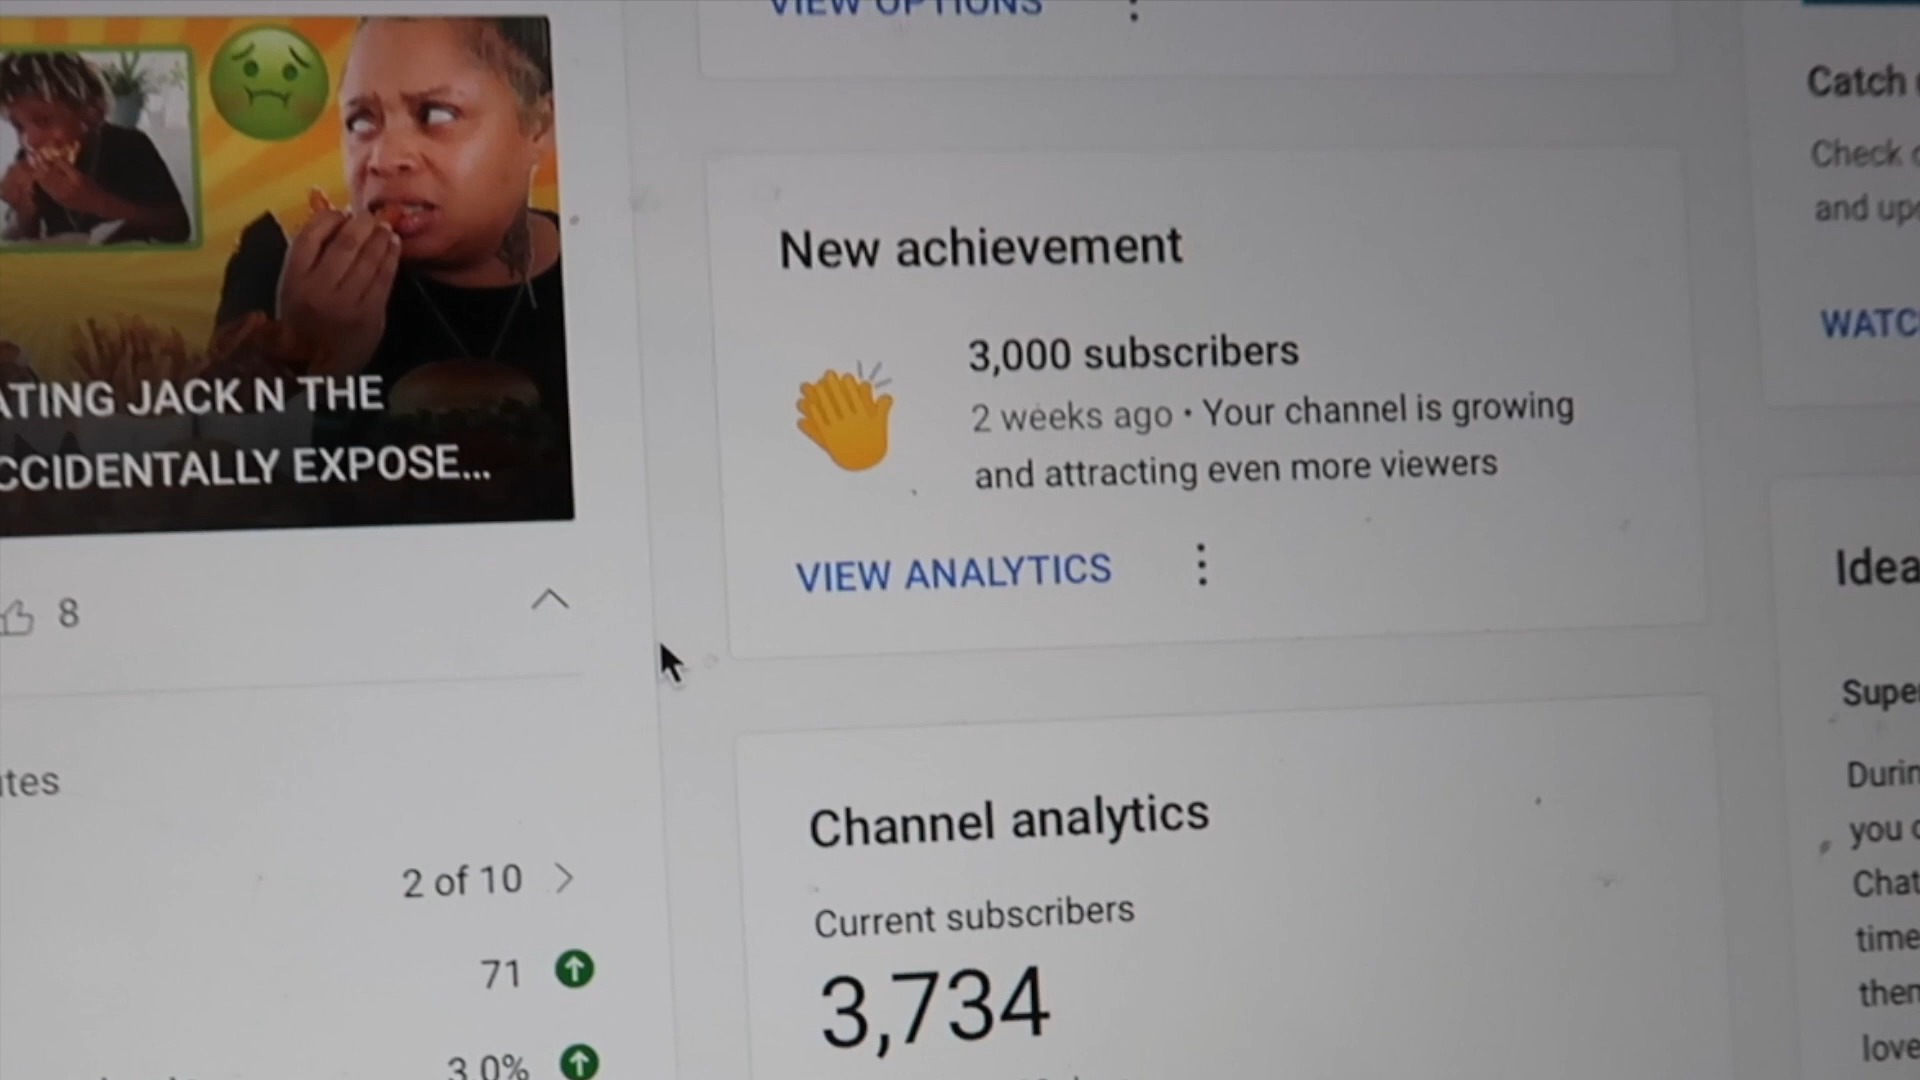 VIEW OPTIONS
ATING JACK N THE
CCIDENTALLY EXPOSE...
8
2 of 10
71
3.0%
New achievement
3,000 subscribers
2 weeks ago · Your channel is growing
and attracting even more viewers
VIEW ANALYTICS
Channel analytics
Current subscribers
3,734
Catch
Check
and
WATC
Idea
Supe
Durin
you
Chat
time
then
love